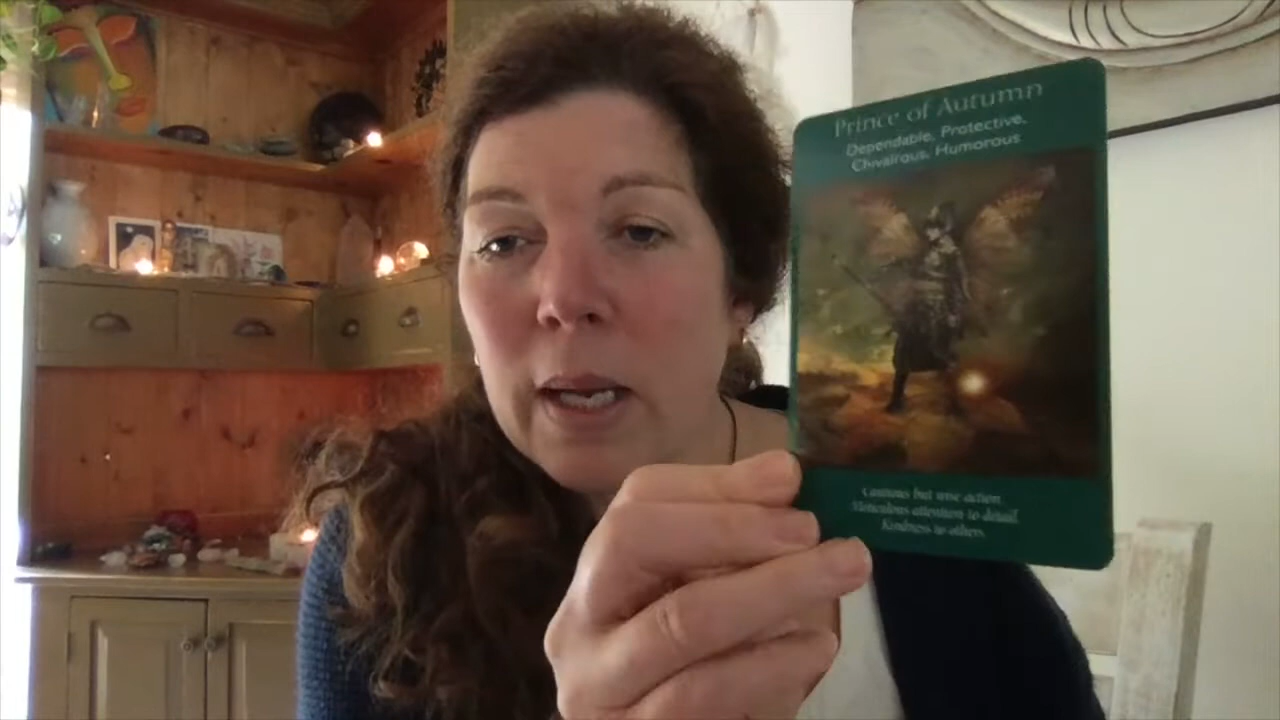 Prince of Autumn
Dependable, Protective,
Chivalrous, Humorous
Cautious but wise action.
Meticulous attention to detail.
Kindness to others.